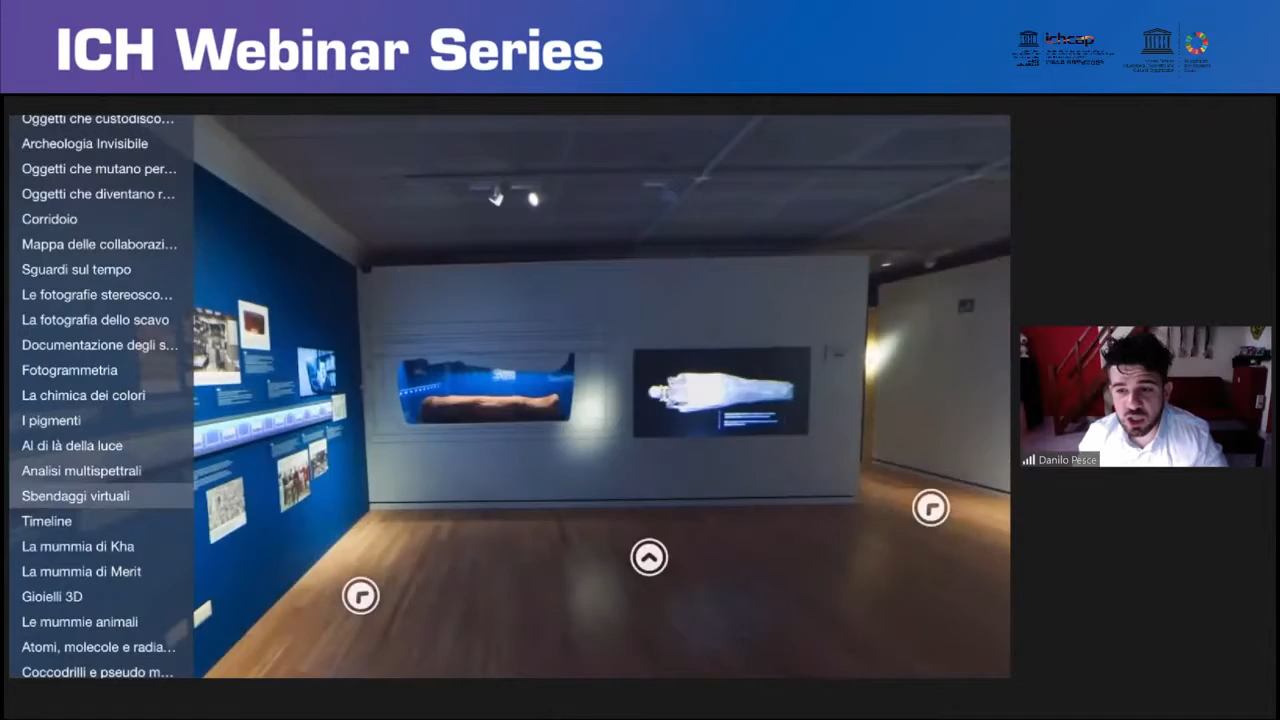 ICH Webinar Series
ichcap
Oggetti che custodisco...
Archeologia Invisibile
Oggetti che mutano per...
Oggetti che diventano r...
Corridoio
Mappa delle collaborazi...
Sguardi sul tempo
Le fotografie stereosco...
La fotografia dello scavo
Documentazione degli s...
Fotogrammetria
La chimica dei colori
I pigmenti
Al di là della luce
Analisi multispettrali
Sbendaggi virtuali
Timeline
La mummia di Kha
La mummia di Merit
Gioielli 3D
Le mummie animali
Atomi, molecole e radia...
Coccodrilli e pseudo m...
Danilo Pesce